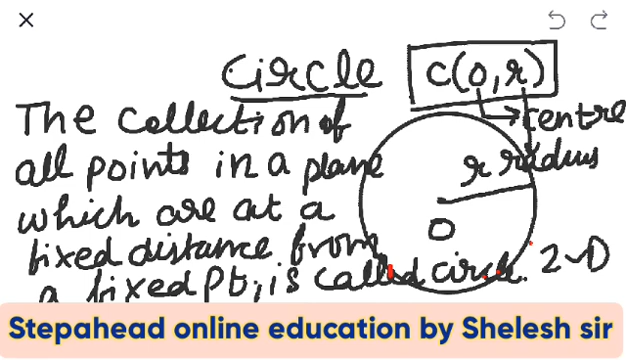 Circle
C(O,r)
centre
radius
The collection of
all points in a plane
which are at a
fixed distance from
a fixed Pt, is called circle.
r
O
2-D
Stepahead online education by Shelesh sir